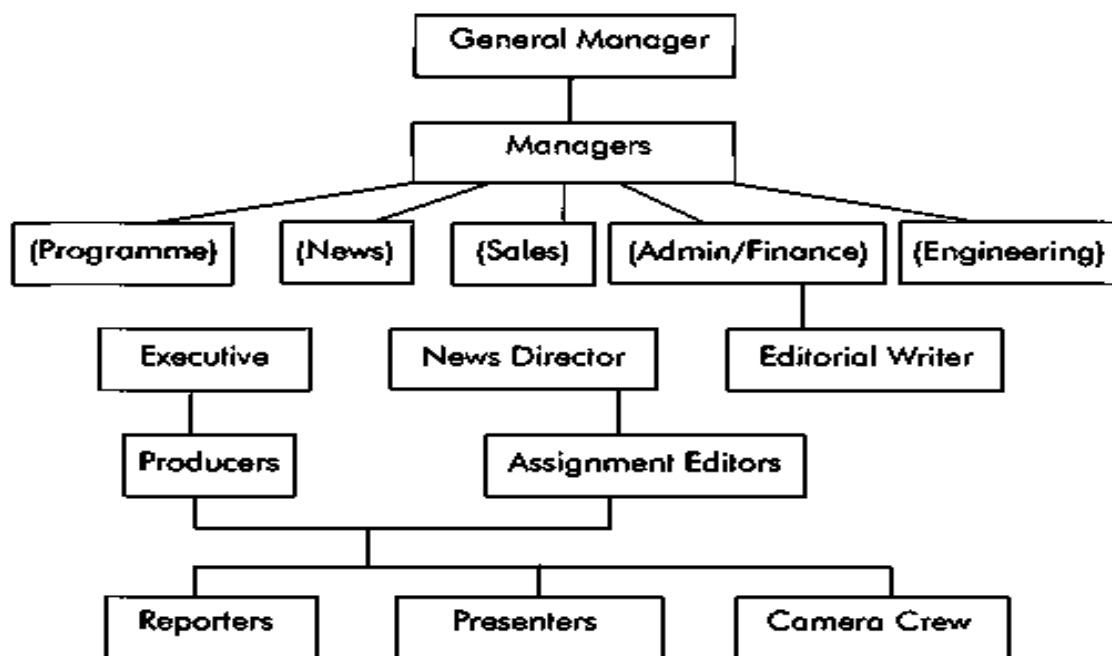 General Manager
Managers
(Programme)
(News)
(Sales)
(Admin/Finance)
(Engineering)
Executive
News Director
Editorial Writer
Producers
Assignment Editors
Reporters
Presenters
Camera Crew